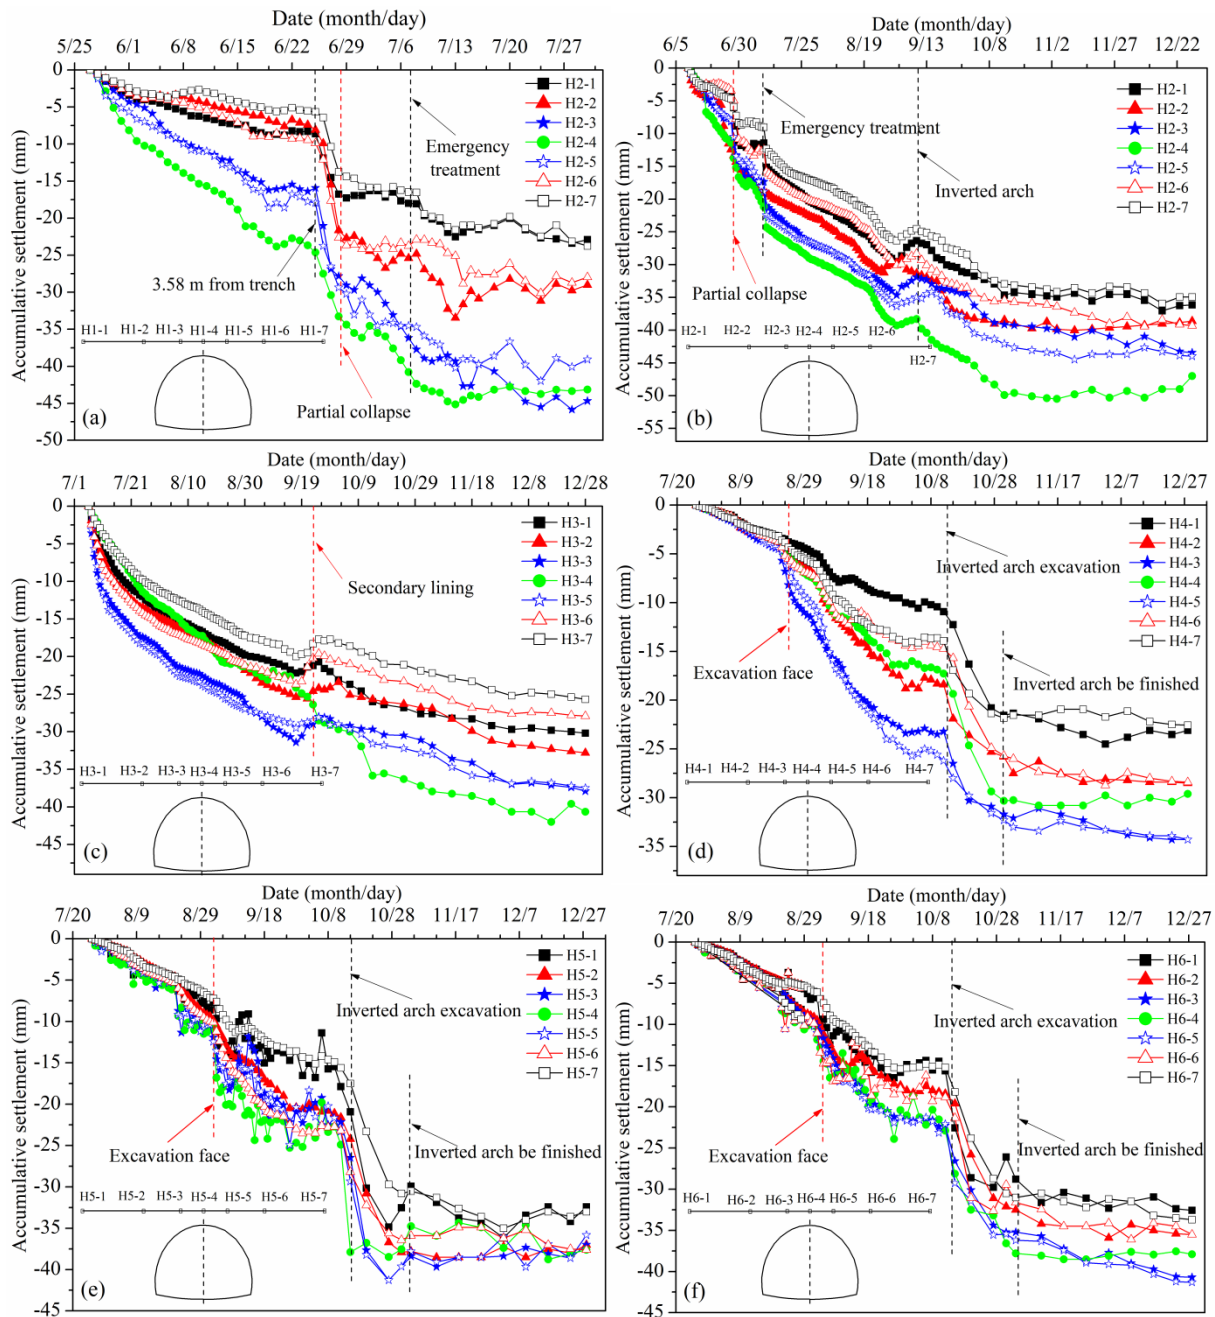 Date (month/day)
5/25 6/1 6/8 6/15 6/22 6/29 7/6 7/13 7/20 7/27
Accumulative settlement (mm)
0
-5
-10
-15
-20
-25
-30
-35
-40
-45
-50
H2-1
H2-2
H2-3
H2-4
H2-5
H2-6
H2-7
Emergency
treatment
3.58 m from trench
Partial collapse
H1-1 H1-2 H1-3 H1-4 H1-5 H1-6 H1-7
(a)
Date (month/day)
6/5 6/30 7/25 8/19 9/13 10/8 11/2 11/27 12/22
Accumulative settlement (mm)
0
-5
-10
-15
-20
-25
-30
-35
-40
-45
-50
-55
H2-1
H2-2
H2-3
H2-4
H2-5
H2-6
H2-7
Emergency treatment
Inverted arch
Partial collapse
H2-1 H2-2 H2-3 H2-4 H2-5 H2-6
H2-7
(b)
Date (month/day)
7/1 7/21 8/10 8/30 9/19 10/9 10/29 11/18 12/8 12/28
Accumulative settlement (mm)
0
-5
-10
-15
-20
-25
-30
-35
-40
-45
H3-1
H3-2
H3-3
H3-4
H3-5
H3-6
H3-7
Secondary lining
H3-1 H3-2 H3-3 H3-4 H3-5 H3-6 H3-7
(c)
Date (month/day)
7/20 8/9 8/29 9/18 10/8 10/28 11/17 12/7 12/27
Accumulative settlement (mm)
0
-5
-10
-15
-20
-25
-30
-35
H4-1
H4-2
H4-3
H4-4
H4-5
H4-6
H4-7
Inverted arch excavation
Excavation face
Inverted arch be finished
H4-1 H4-2 H4-3 H4-4 H4-5 H4-6 H4-7
(d)
Date (month/day)
7/20 8/9 8/29 9/18 10/8 10/28 11/17 12/7 12/27
Accumulative settlement (mm)
0
-5
-10
-15
-20
-25
-30
-35
-40
-45
H5-1
H5-2
H5-3
H5-4
H5-5
H5-6
H5-7
Inverted arch excavation
Excavation face
Inverted arch be finished
H5-1 H5-2 H5-3 H5-4 H5-5 H5-6 H5-7
(e)
Date (month/day)
7/20 8/9 8/29 9/18 10/8 10/28 11/17 12/7 12/27
Accumulative settlement (mm)
0
-5
-10
-15
-20
-25
-30
-35
-40
-45
H6-1
H6-2
H6-3
H6-4
H6-5
H6-6
H6-7
Inverted arch excavation
Excavation face
Inverted arch be finished
H6-1 H6-2 H6-3 H6-4 H6-5 H6-6 H6-7
(f)